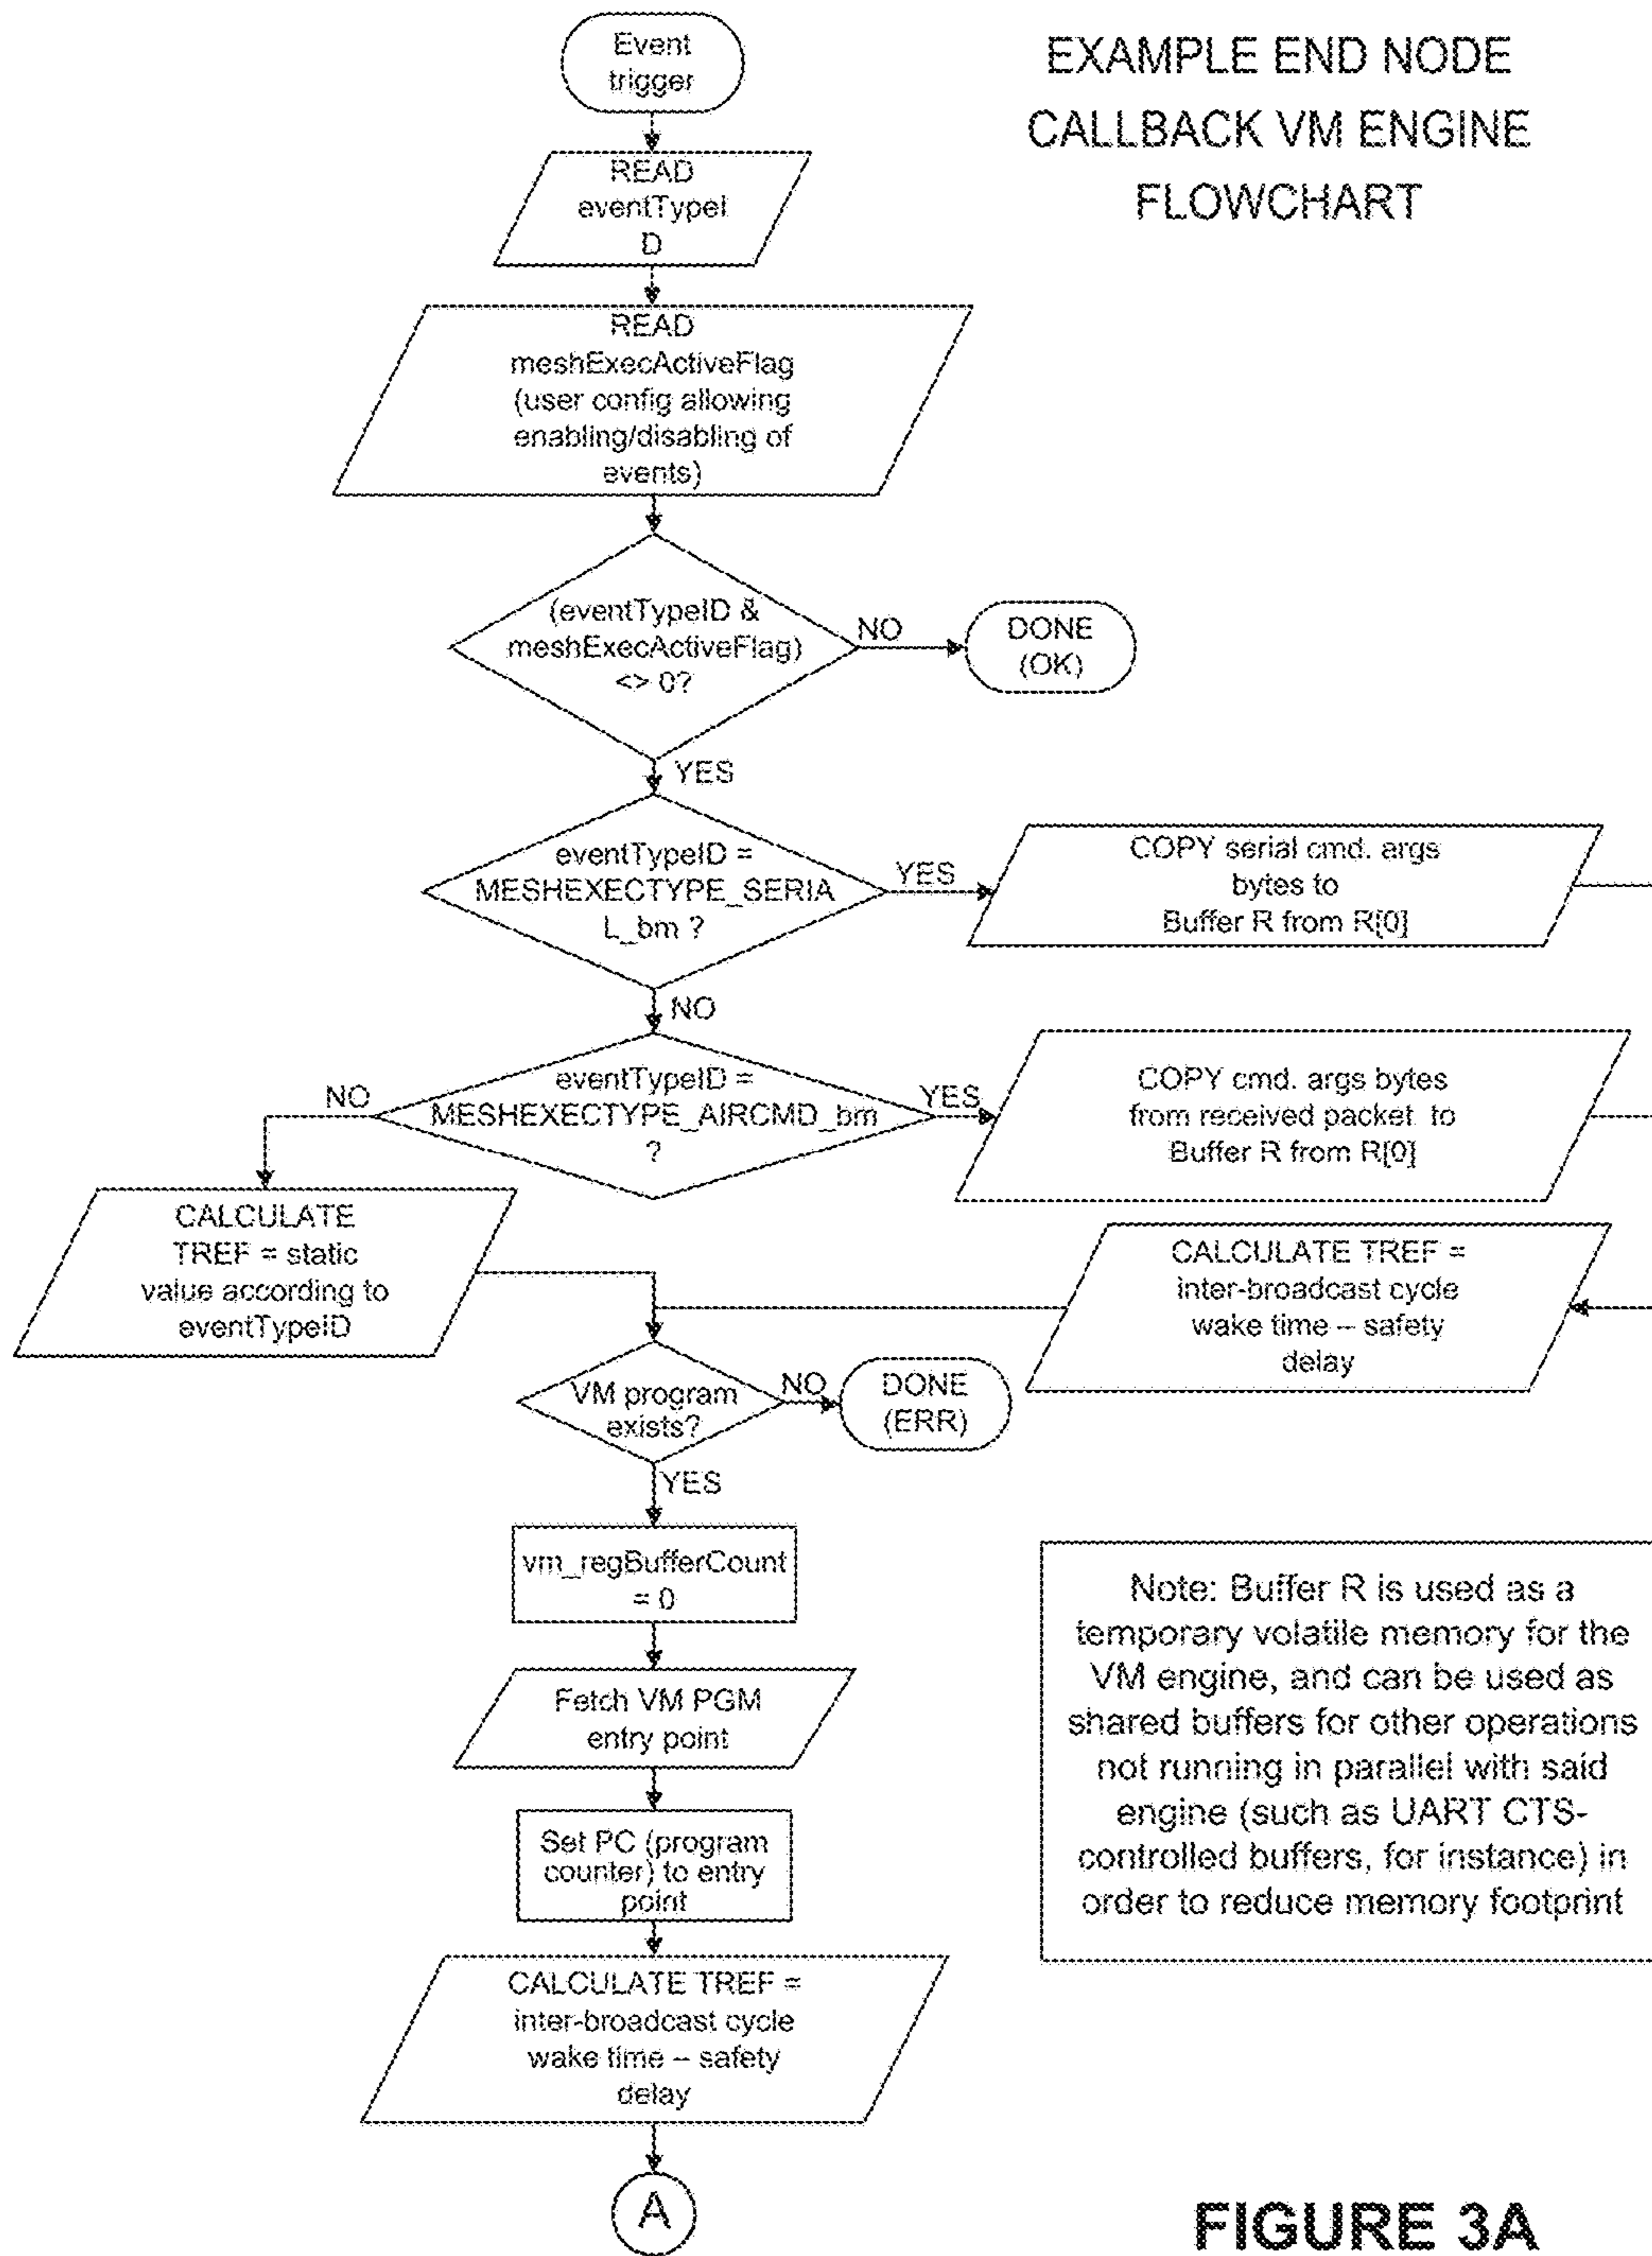 EXAMPLE END NODE
CALLBACK VM ENGINE
FLOWCHART
Event
trigger
READ
eventTypeI
D
READ
meshExecActiveFlag
(user config allowing
enabling/disabling of
events)
(eventTypeID &
meshExecActiveFlag)
<> 0?
NO
DONE
(OK)
YES
eventTypeID =
MESHEXECTYPE_SERIA
L_bm ?
YES
COPY serial cmd. args
bytes to
Buffer R from R[0]
NO
eventTypeID =
MESHEXECTYPE_AIRCMD_bm
?
NO
YES
COPY cmd. args bytes
from received packet to
Buffer R from R[0]
CALCULATE
TREF = static
value according to
eventTypeID
CALCULATE TREF =
inter-broadcast cycle
wake time – safety
delay
VM program
exists?
NO
DONE
(ERR)
YES
vm_regBufferCount
= 0
Fetch VM PGM
entry point
Set PC (program
counter) to entry
point
CALCULATE TREF =
inter-broadcast cycle
wake time – safety
delay
A
Note: Buffer R is used as a
temporary volatile memory for the
VM engine, and can be used as
shared buffers for other operations
not running in parallel with said
engine (such as UART CTS-
controlled buffers, for instance) in
order to reduce memory footprint
FIGURE 3A